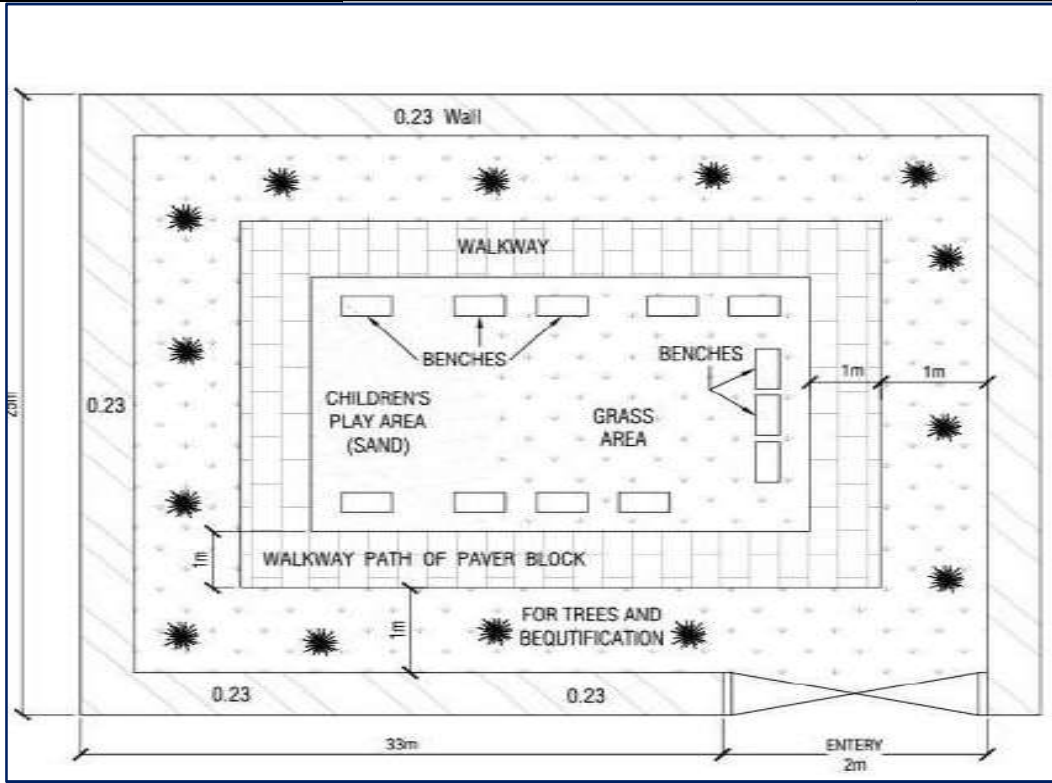 0.23 Wall
WALKWAY
BENCHES
BENCHES
1m
1m
CHILDREN'S
PLAY AREA
(SAND)
GRASS
AREA
0.23
1m
WALKWAY PATH OF PAVER BLOCK
1m
FOR TREES AND
BEQUTIFICATION
0.23
0.23
33m
ENTERY
2m